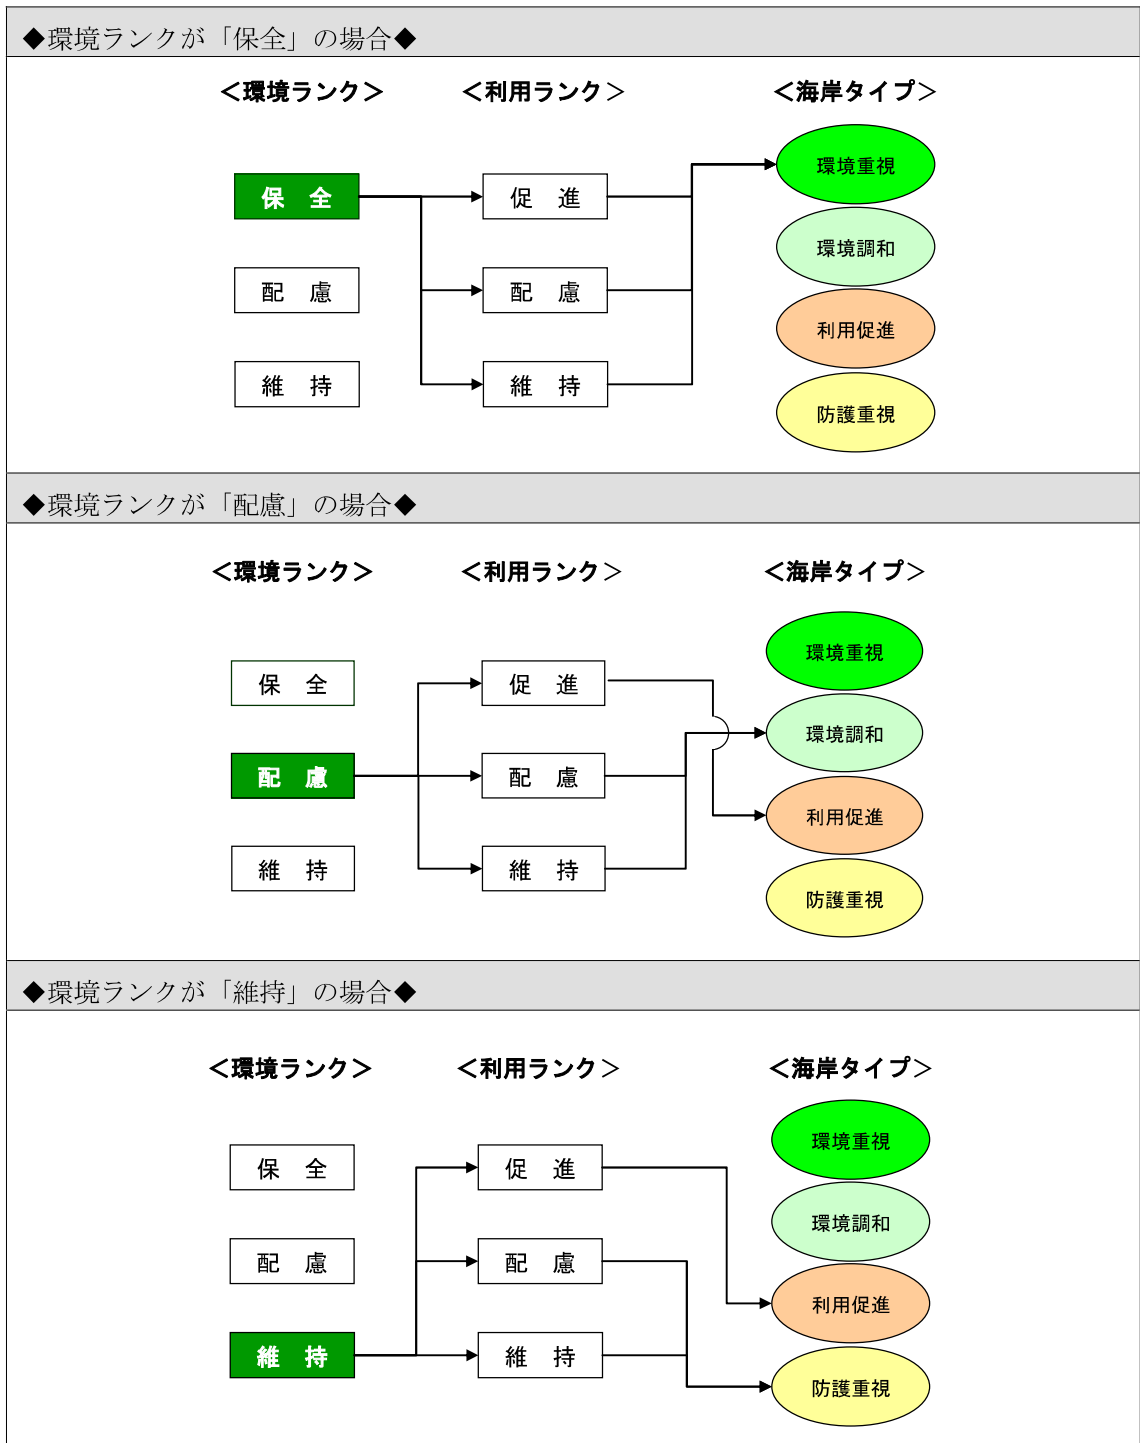 ◆環境ランクが「保全」の場合◆
＜環境ランク＞ ＜利用ランク＞ ＜海岸タイプ＞
環境重視
保 全 促 進
環境調和
配 慮 配 慮
利用促進
維 持 維 持
防護重視
◆環境ランクが「配慮」の場合◆
＜環境ランク＞ ＜利用ランク＞ ＜海岸タイプ＞
環境重視
保 全 促 進
環境調和
配 慮 配 慮
利用促進
維 持 維 持
防護重視
◆環境ランクが「維持」の場合◆
＜環境ランク＞ ＜利用ランク＞ ＜海岸タイプ＞
環境重視
保 全 促 進
環境調和
配 慮 配 慮
利用促進
維 持 維 持
防護重視